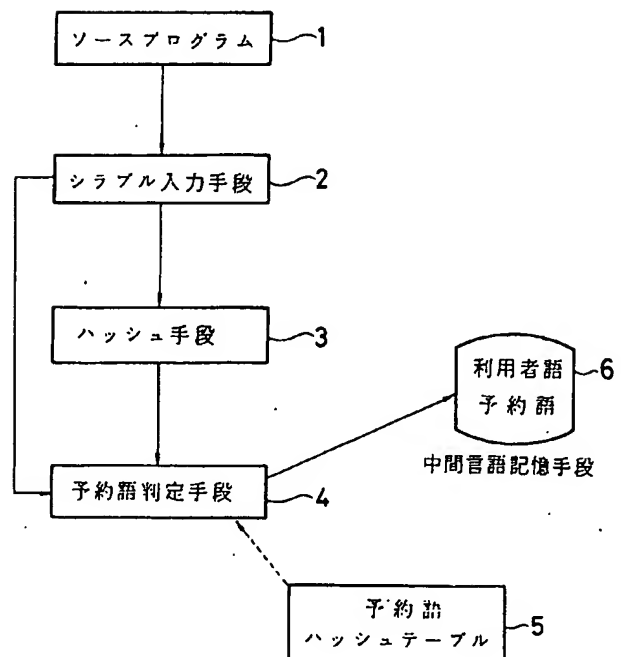 ソースプログラム
1
シラブル入力手段
2
ハッシュ手段
3
利用者語
予約語
6
中間言語記憶手段
予約語判定手段
4
予約語
ハッシュテーブル
5